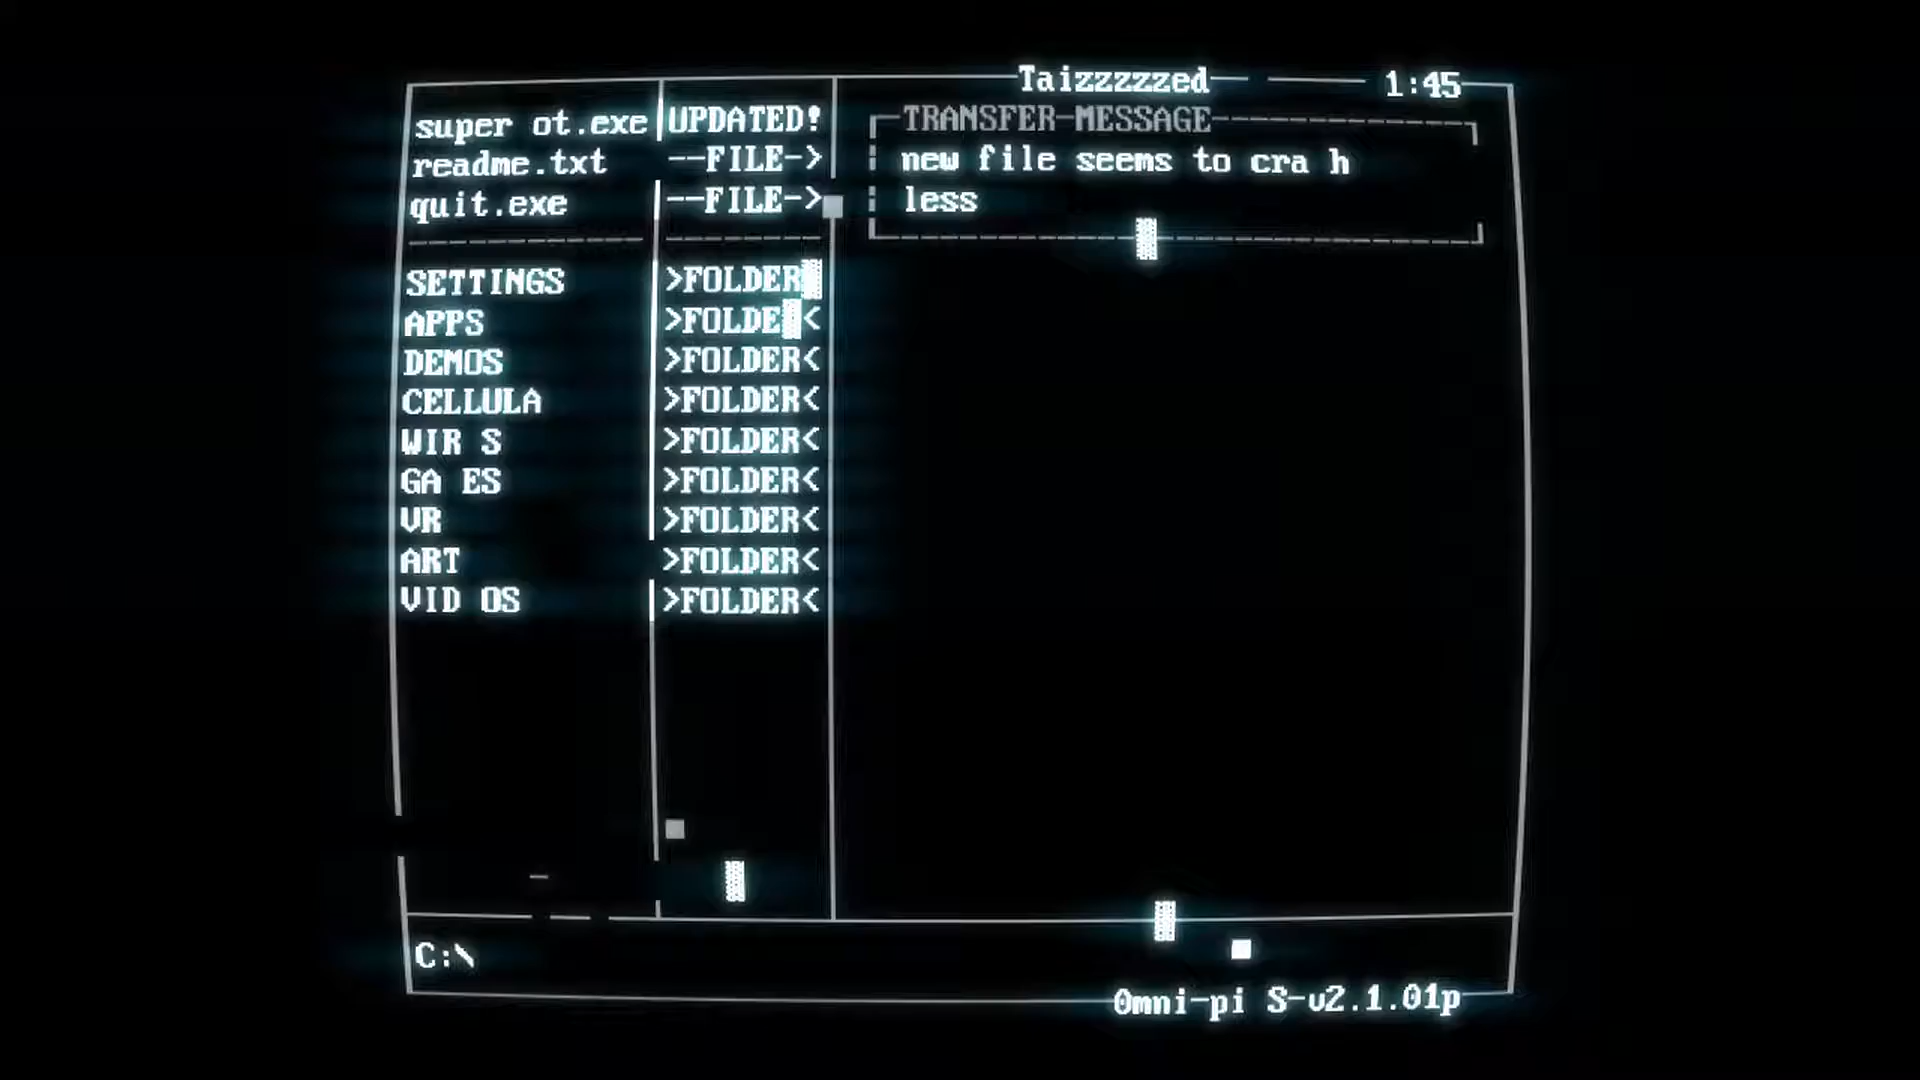 Taizzzzzed 1:45
super ot.exe UPDATED!
readme.txt --FILE->
quit.exe --FILE->
TRANSFER-MESSAGE
new file seems to cra h
less
SETTINGS >FOLDER
APPS >FOLDE <
DEMOS >FOLDER<
CELLULA >FOLDER<
WIR S >FOLDER<
GA ES >FOLDER<
VR >FOLDER<
ART >FOLDER<
VID OS >FOLDER<
C:\
Omni-pi S-v2.1.01p